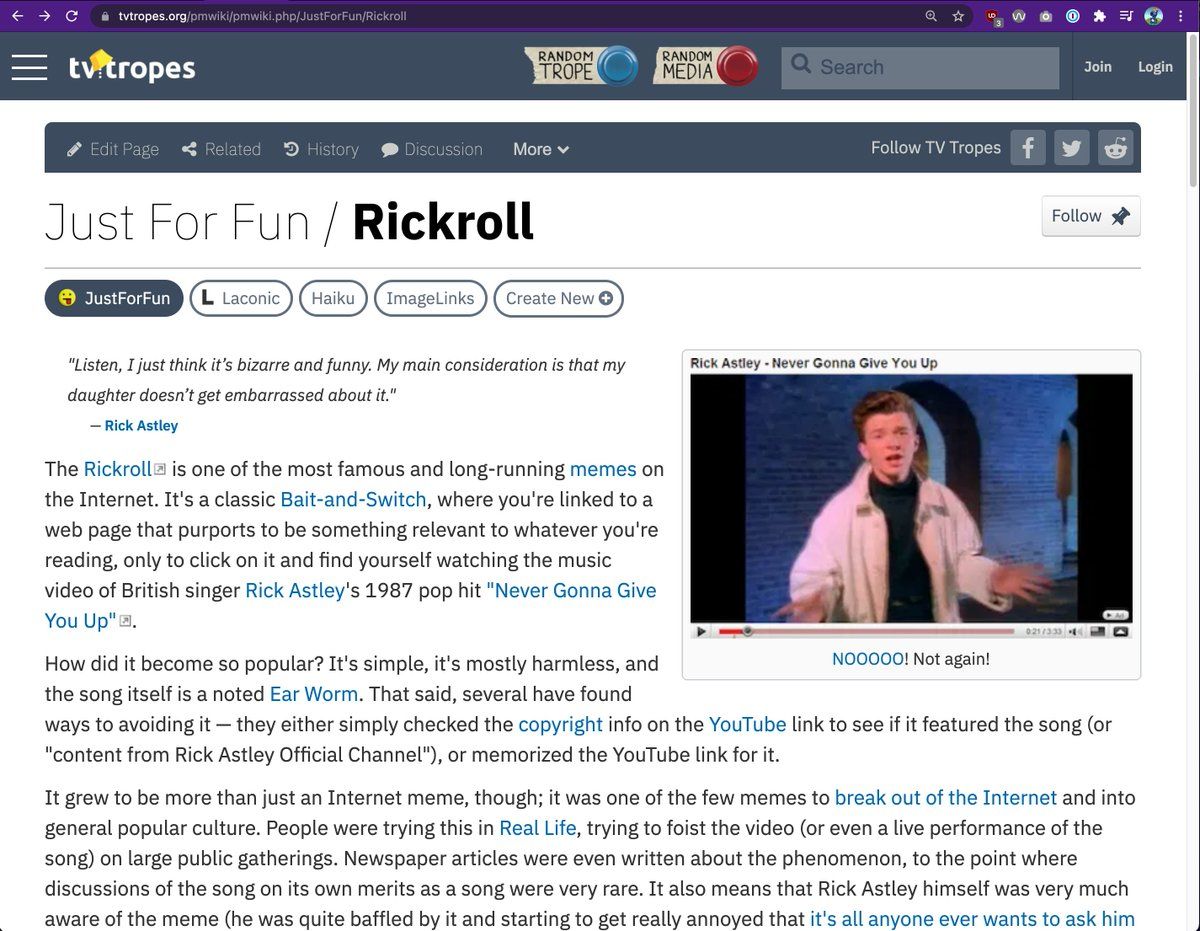 tvtropes.org/pmwiki/pmwiki.php/JustForFun/Rickroll
3
tv tropes
RANDOM TROPE
RANDOM MEDIA
Search
Join
Login
Edit Page
Related
History
Discussion
More
Follow TV Tropes
Just For Fun / Rickroll
Follow
JustForFun
L Laconic
Haiku
ImageLinks
Create New
"Listen, I just think it’s bizarre and funny. My main consideration is that my
daughter doesn’t get embarrassed about it."
— Rick Astley
Rick Astley - Never Gonna Give You Up
Ad
0:21 / 3:33
NOOOOO! Not again!
The Rickroll is one of the most famous and long-running memes on
the Internet. It's a classic Bait-and-Switch, where you're linked to a
web page that purports to be something relevant to whatever you're
reading, only to click on it and find yourself watching the music
video of British singer Rick Astley's 1987 pop hit "Never Gonna Give
You Up".
How did it become so popular? It's simple, it's mostly harmless, and
the song itself is a noted Ear Worm. That said, several have found
ways to avoiding it — they either simply checked the copyright info on the YouTube link to see if it featured the song (or
"content from Rick Astley Official Channel"), or memorized the YouTube link for it.
It grew to be more than just an Internet meme, though; it was one of the few memes to break out of the Internet and into
general popular culture. People were trying this in Real Life, trying to foist the video (or even a live performance of the
song) on large public gatherings. Newspaper articles were even written about the phenomenon, to the point where
discussions of the song on its own merits as a song were very rare. It also means that Rick Astley himself was very much
aware of the meme (he was quite baffled by it and starting to get really annoyed that it's all anyone ever wants to ask him